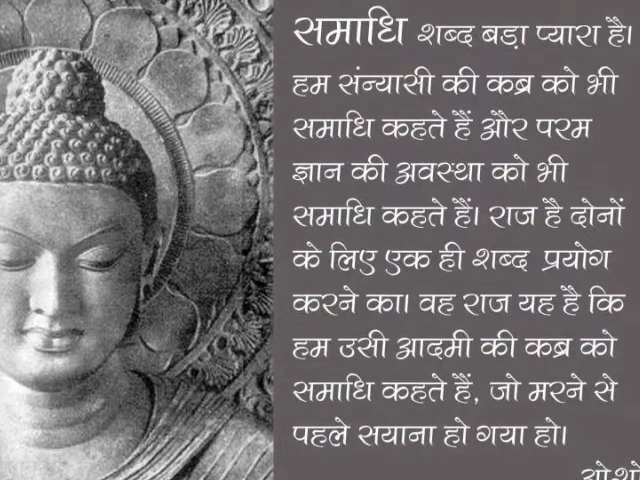 समाधि शब्द बड़ा प्यारा है।
हम संन्यासी की कब्र को भी
समाधि कहते हैं और परम
ज्ञान की अवस्था को भी
समाधि कहते हैं। राज है दोनों
के लिए एक ही शब्द प्रयोग
करने का। वह राज यह है कि
हम उसी आदमी की कब्र को
समाधि कहते हैं, जो मरने से
पहले सयाना हो गया हो।